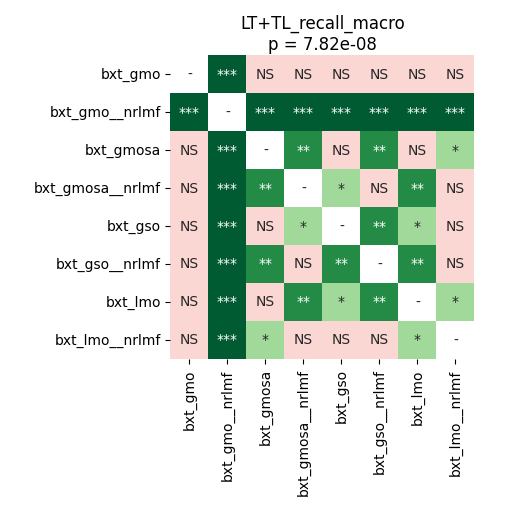 LT+TL_recall_macro
p = 7.82e-08
bxt_gmo - *** NS NS NS NS NS NS
bxt_gmo__nrlmf *** - *** *** *** *** *** ***
bxt_gmosa NS *** - ** NS ** NS *
bxt_gmosa__nrlmf NS *** ** - * NS ** NS
bxt_gso NS *** NS * - ** * NS
bxt_gso__nrlmf NS *** ** NS ** - ** NS
bxt_lmo NS *** NS ** * ** - *
bxt_lmo__nrlmf NS *** * NS NS NS * -
bxt_gmo
bxt_gmo__nrlmf
bxt_gmosa
bxt_gmosa__nrlmf
bxt_gso
bxt_gso__nrlmf
bxt_lmo
bxt_lmo__nrlmf